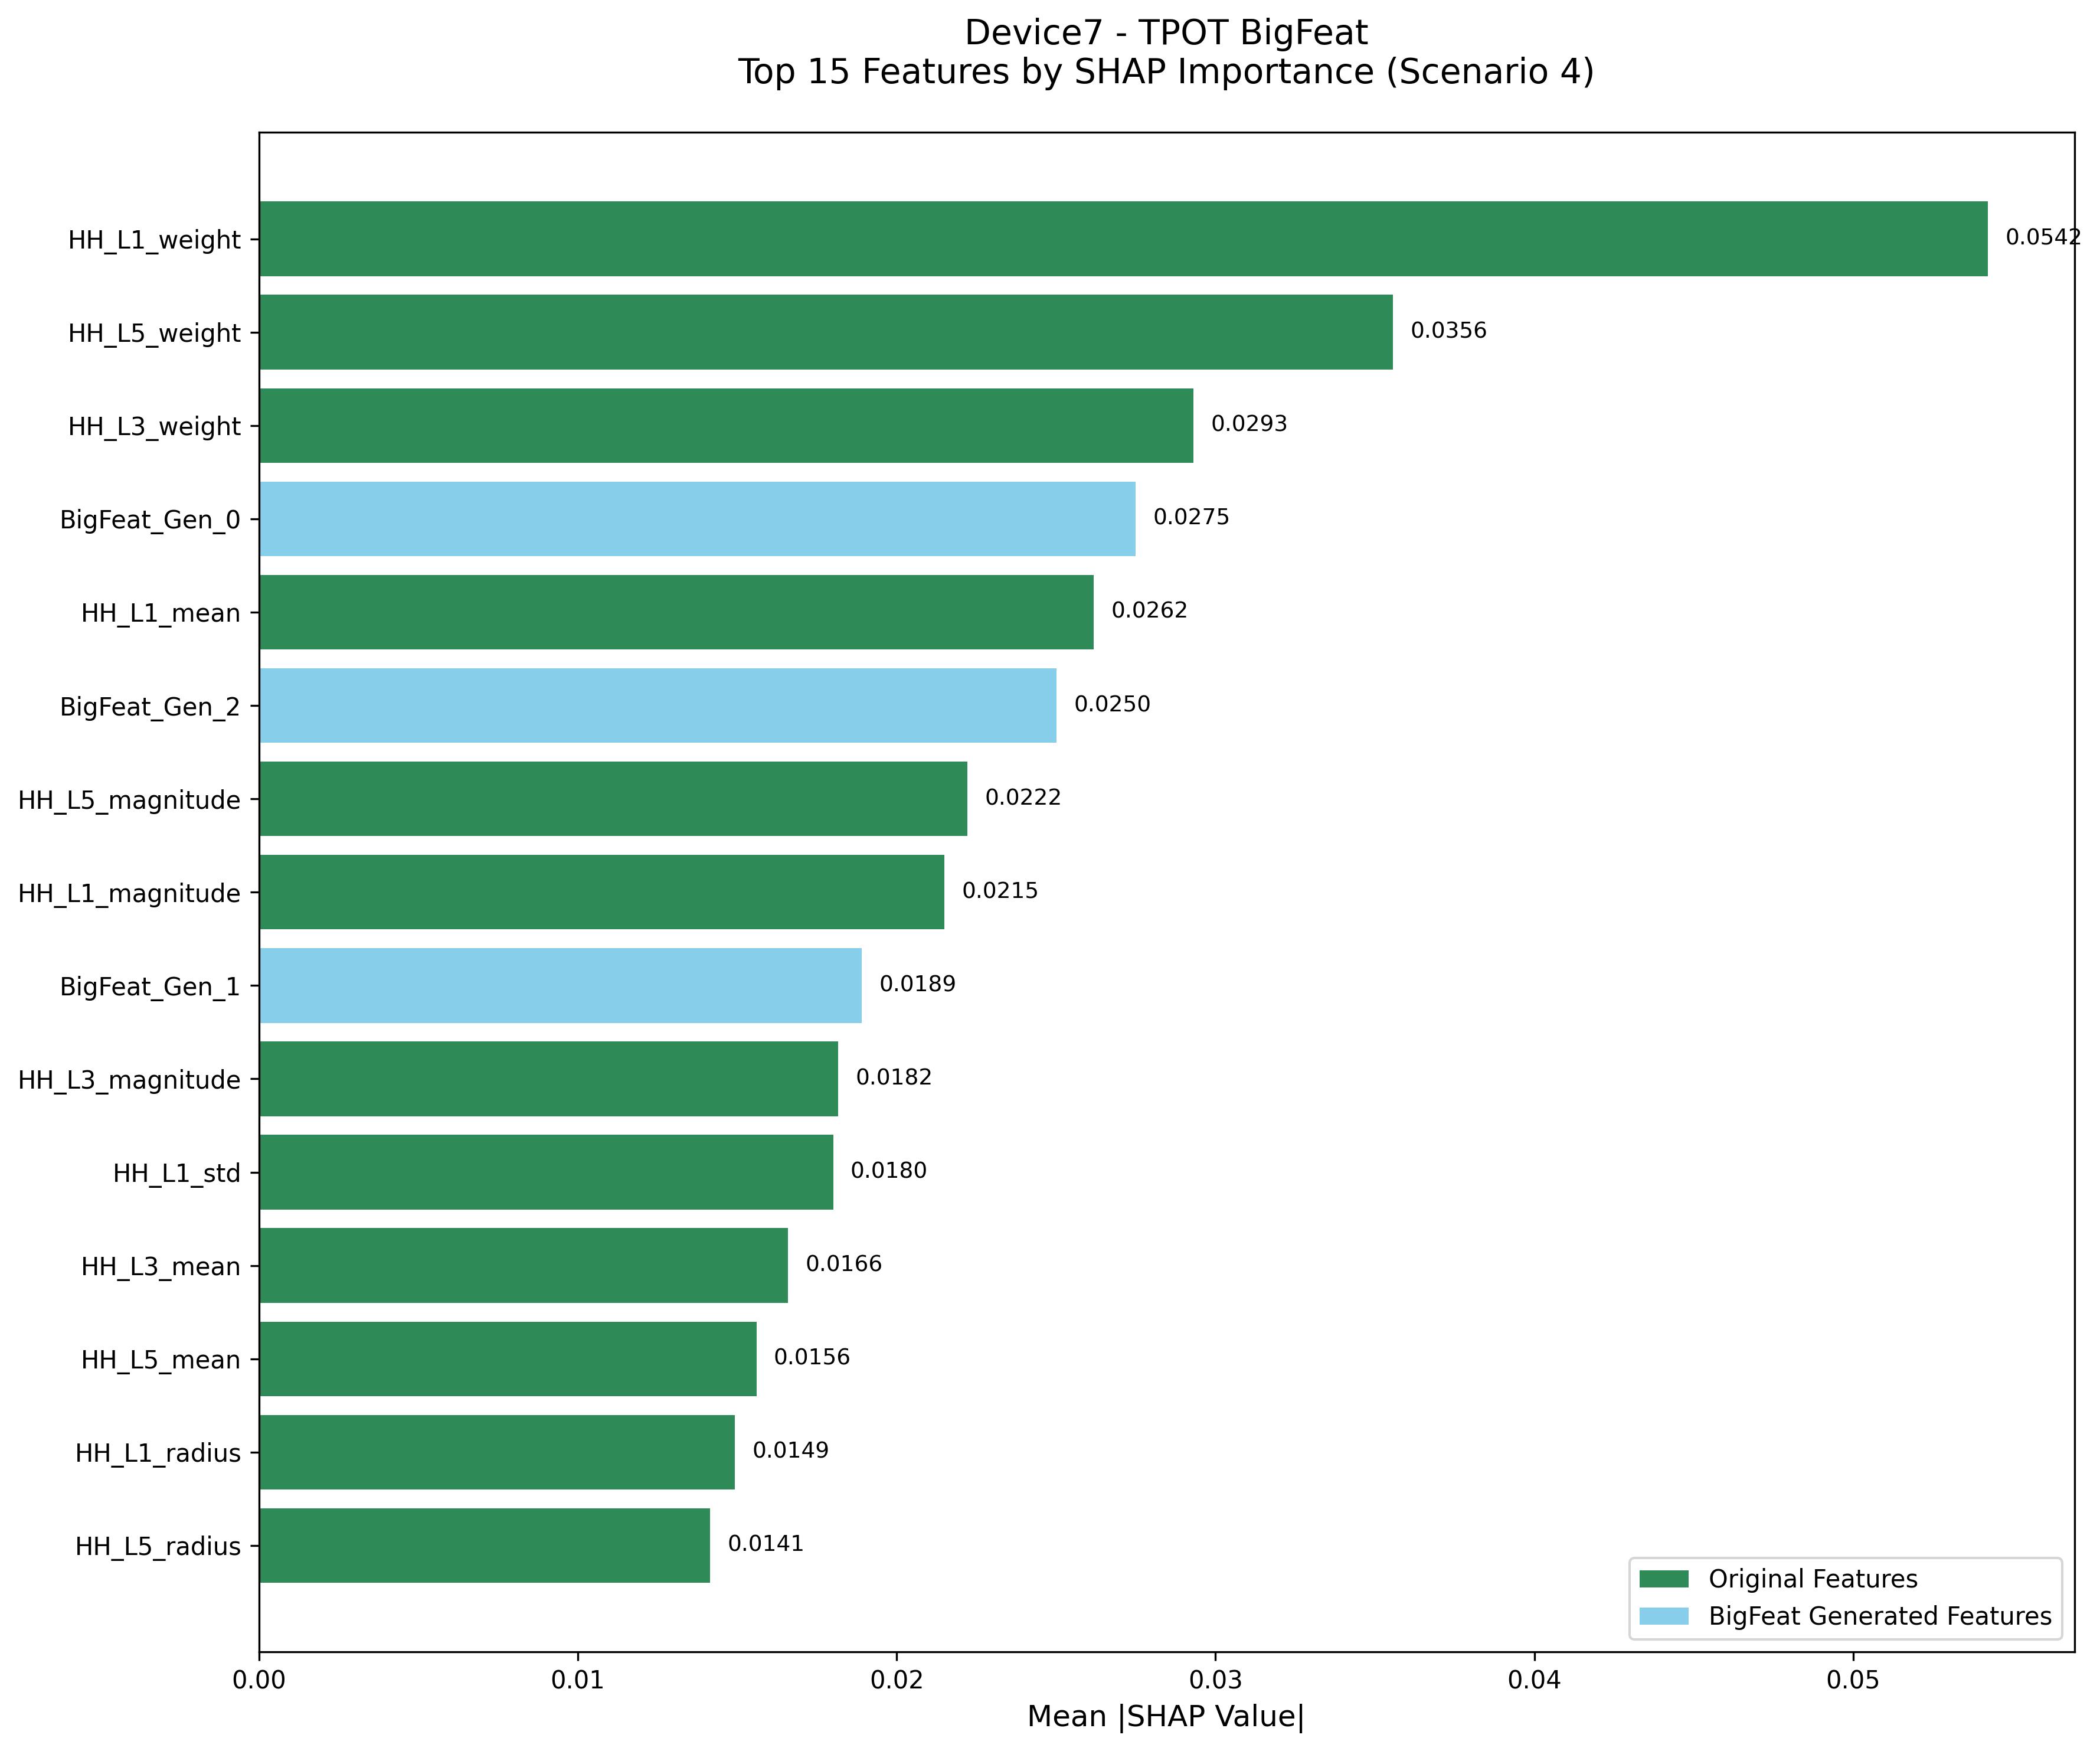 Device7 - TPOT BigFeat
Top 15 Features by SHAP Importance (Scenario 4)
HH_L1_weight 0.0542
HH_L5_weight 0.0356
HH_L3_weight 0.0293
BigFeat_Gen_0 0.0275
HH_L1_mean 0.0262
BigFeat_Gen_2 0.0250
HH_L5_magnitude 0.0222
HH_L1_magnitude 0.0215
BigFeat_Gen_1 0.0189
HH_L3_magnitude 0.0182
HH_L1_std 0.0180
HH_L3_mean 0.0166
HH_L5_mean 0.0156
HH_L1_radius 0.0149
HH_L5_radius 0.0141
Original Features
BigFeat Generated Features
0.00 0.01 0.02 0.03 0.04 0.05
Mean |SHAP Value|